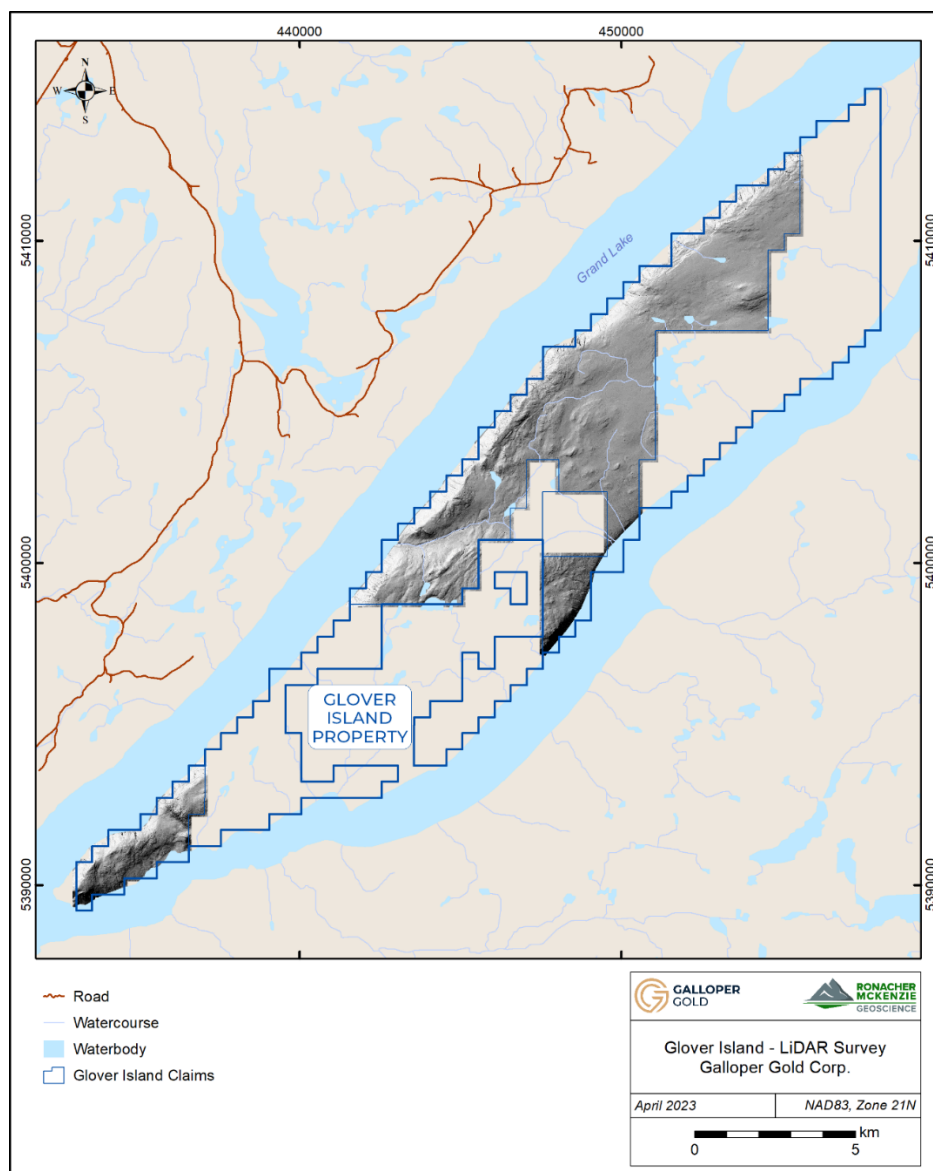 440000
450000
N
W
E
S
5410000
5410000
Grand Lake
5400000
5400000
GLOVER
ISLAND
PROPERTY
5390000
5390000
Road
Watercourse
Waterbody
Glover Island Claims
GALLOPER
GOLD
RONACHER
MCKENZIE
GEOSCIENCE
Glover Island - LiDAR Survey
Galloper Gold Corp.
April 2023
NAD83, Zone 21N
km
0
5